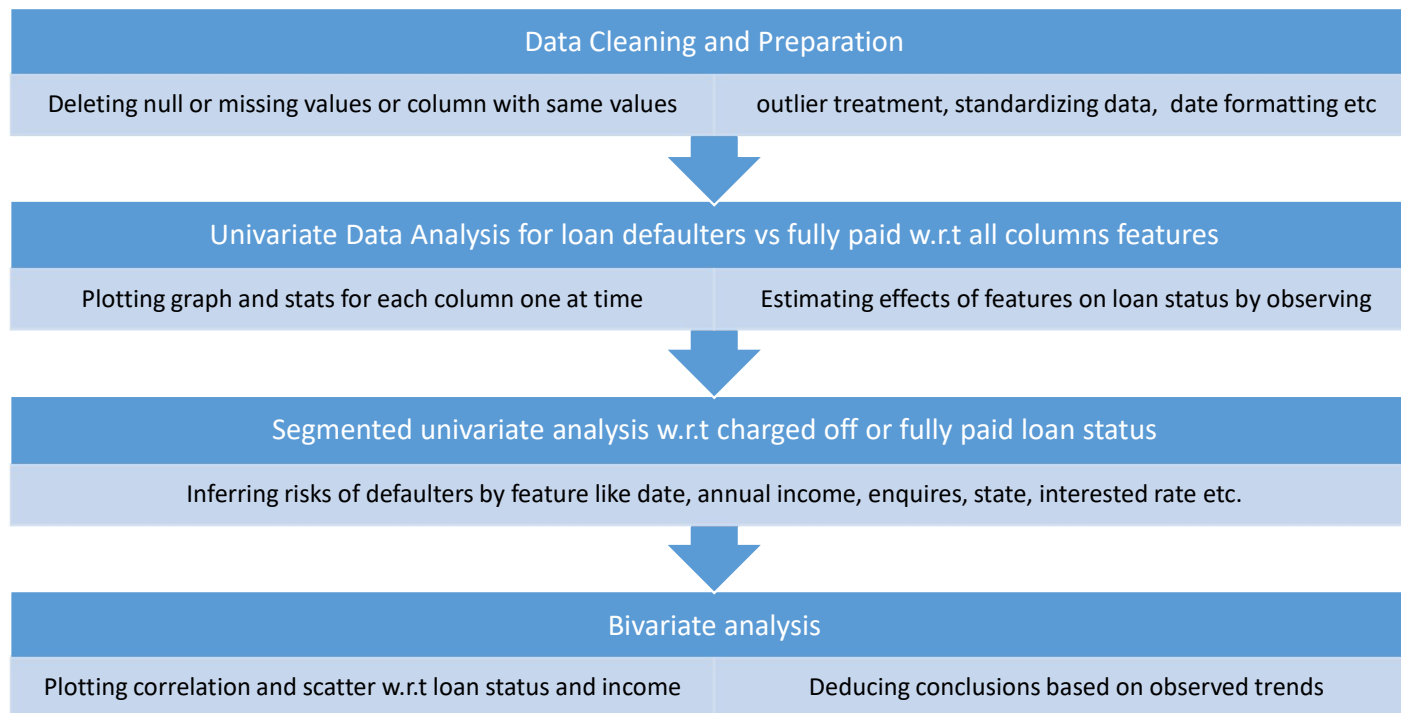 Data Cleaning and Preparation
Deleting null or missing values or column with same values
outlier treatment, standardizing data, date formatting etc
Univariate Data Analysis for loan defaulters vs fully paid w.r.t all columns features
Plotting graph and stats for each column one at time
Estimating effects of features on loan status by observing
Segmented univariate analysis w.r.t charged off or fully paid loan status
Inferring risks of defaulters by feature like date, annual income, enquires, state, interested rate etc.
Bivariate analysis
Plotting correlation and scatter w.r.t loan status and income
Deducing conclusions based on observed trends